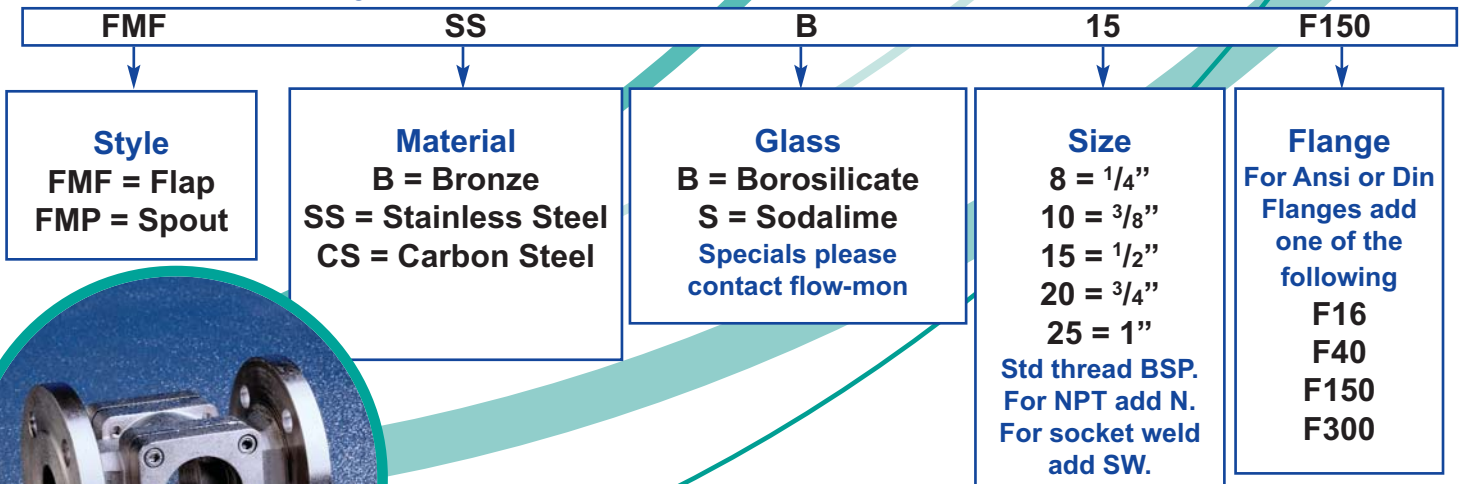 FMF SS B 15 F150
Style
FMF = Flap
FMP = Spout
Material
B = Bronze
SS = Stainless Steel
CS = Carbon Steel
Glass
B = Borosilicate
S = Sodalime
Specials please
contact flow-mon
Size
8 = 1/4”
10 = 3/8”
15 = 1/2”
20 = 3/4”
25 = 1”
Std thread BSP.
For NPT add N.
For socket weld
add SW.
Flange
For Ansi or Din
Flanges add
one of the
following
F16
F40
F150
F300